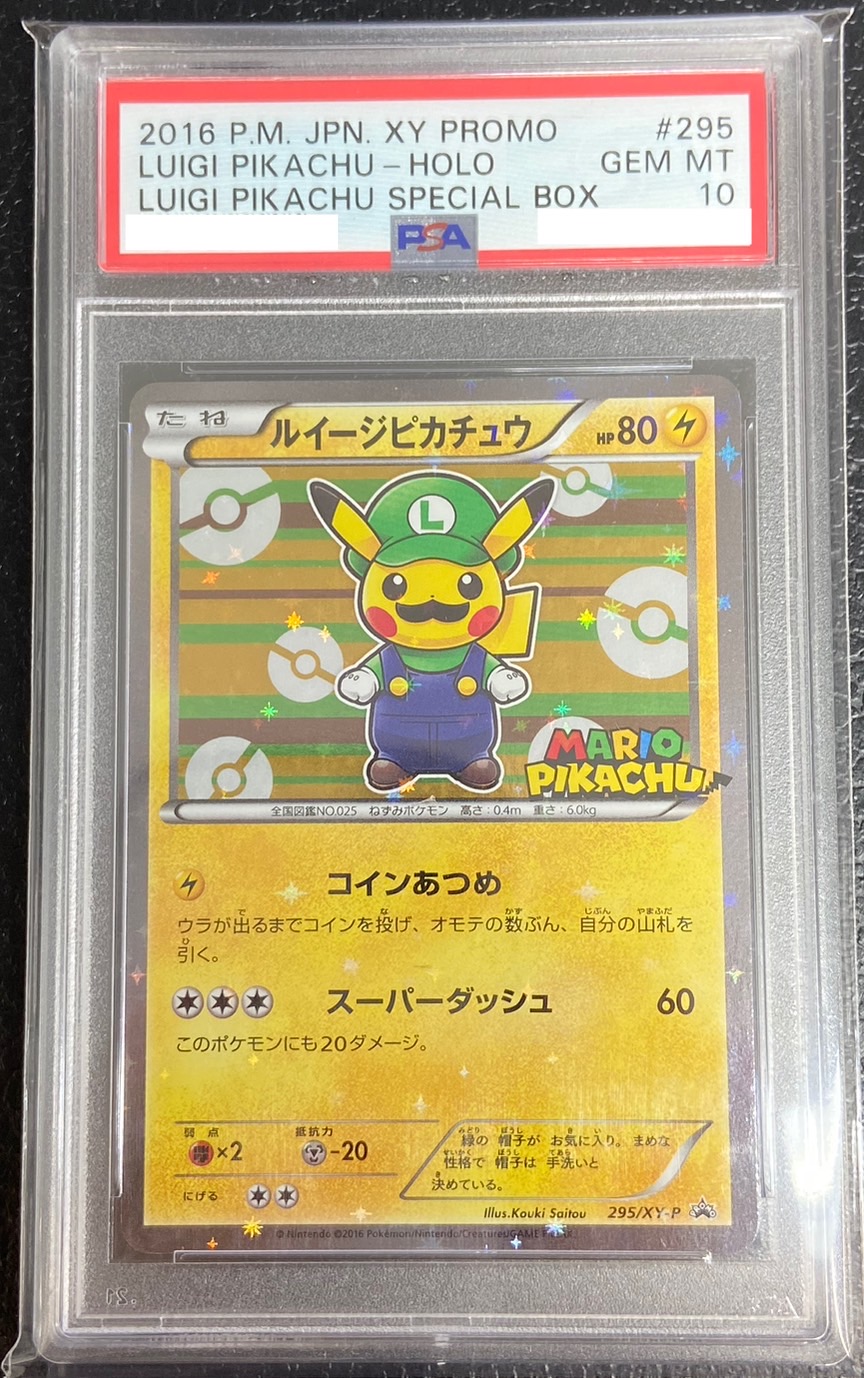 2016 P.M. JPN. XY PROMO #295
LUIGI PIKACHU-HOLO GEM MT
LUIGI PIKACHU SPECIAL BOX 10
PSA
たね ルイージピカチュウ HP80
L
MARIO
PIKACHU
全国図鑑NO.025 ねずみポケモン 高さ:0.4m 重さ:6.0kg
コインあつめ
ウラが出るまでコインを投げ、オモテの数ぶん、自分の山札を
引く。
スーパーダッシュ 60
このポケモンにも20ダメージ。
弱点 抵抗力
×2 -20
にげる
緑の 帽子が お気に入り。 まめな
性格で 帽子は 手洗いと
決めている。
Illus.Kouki Saitou 295/XY-P
©Nintendo ©2016 Pokémon/Nintendo/Creatures/GAME FREAK.